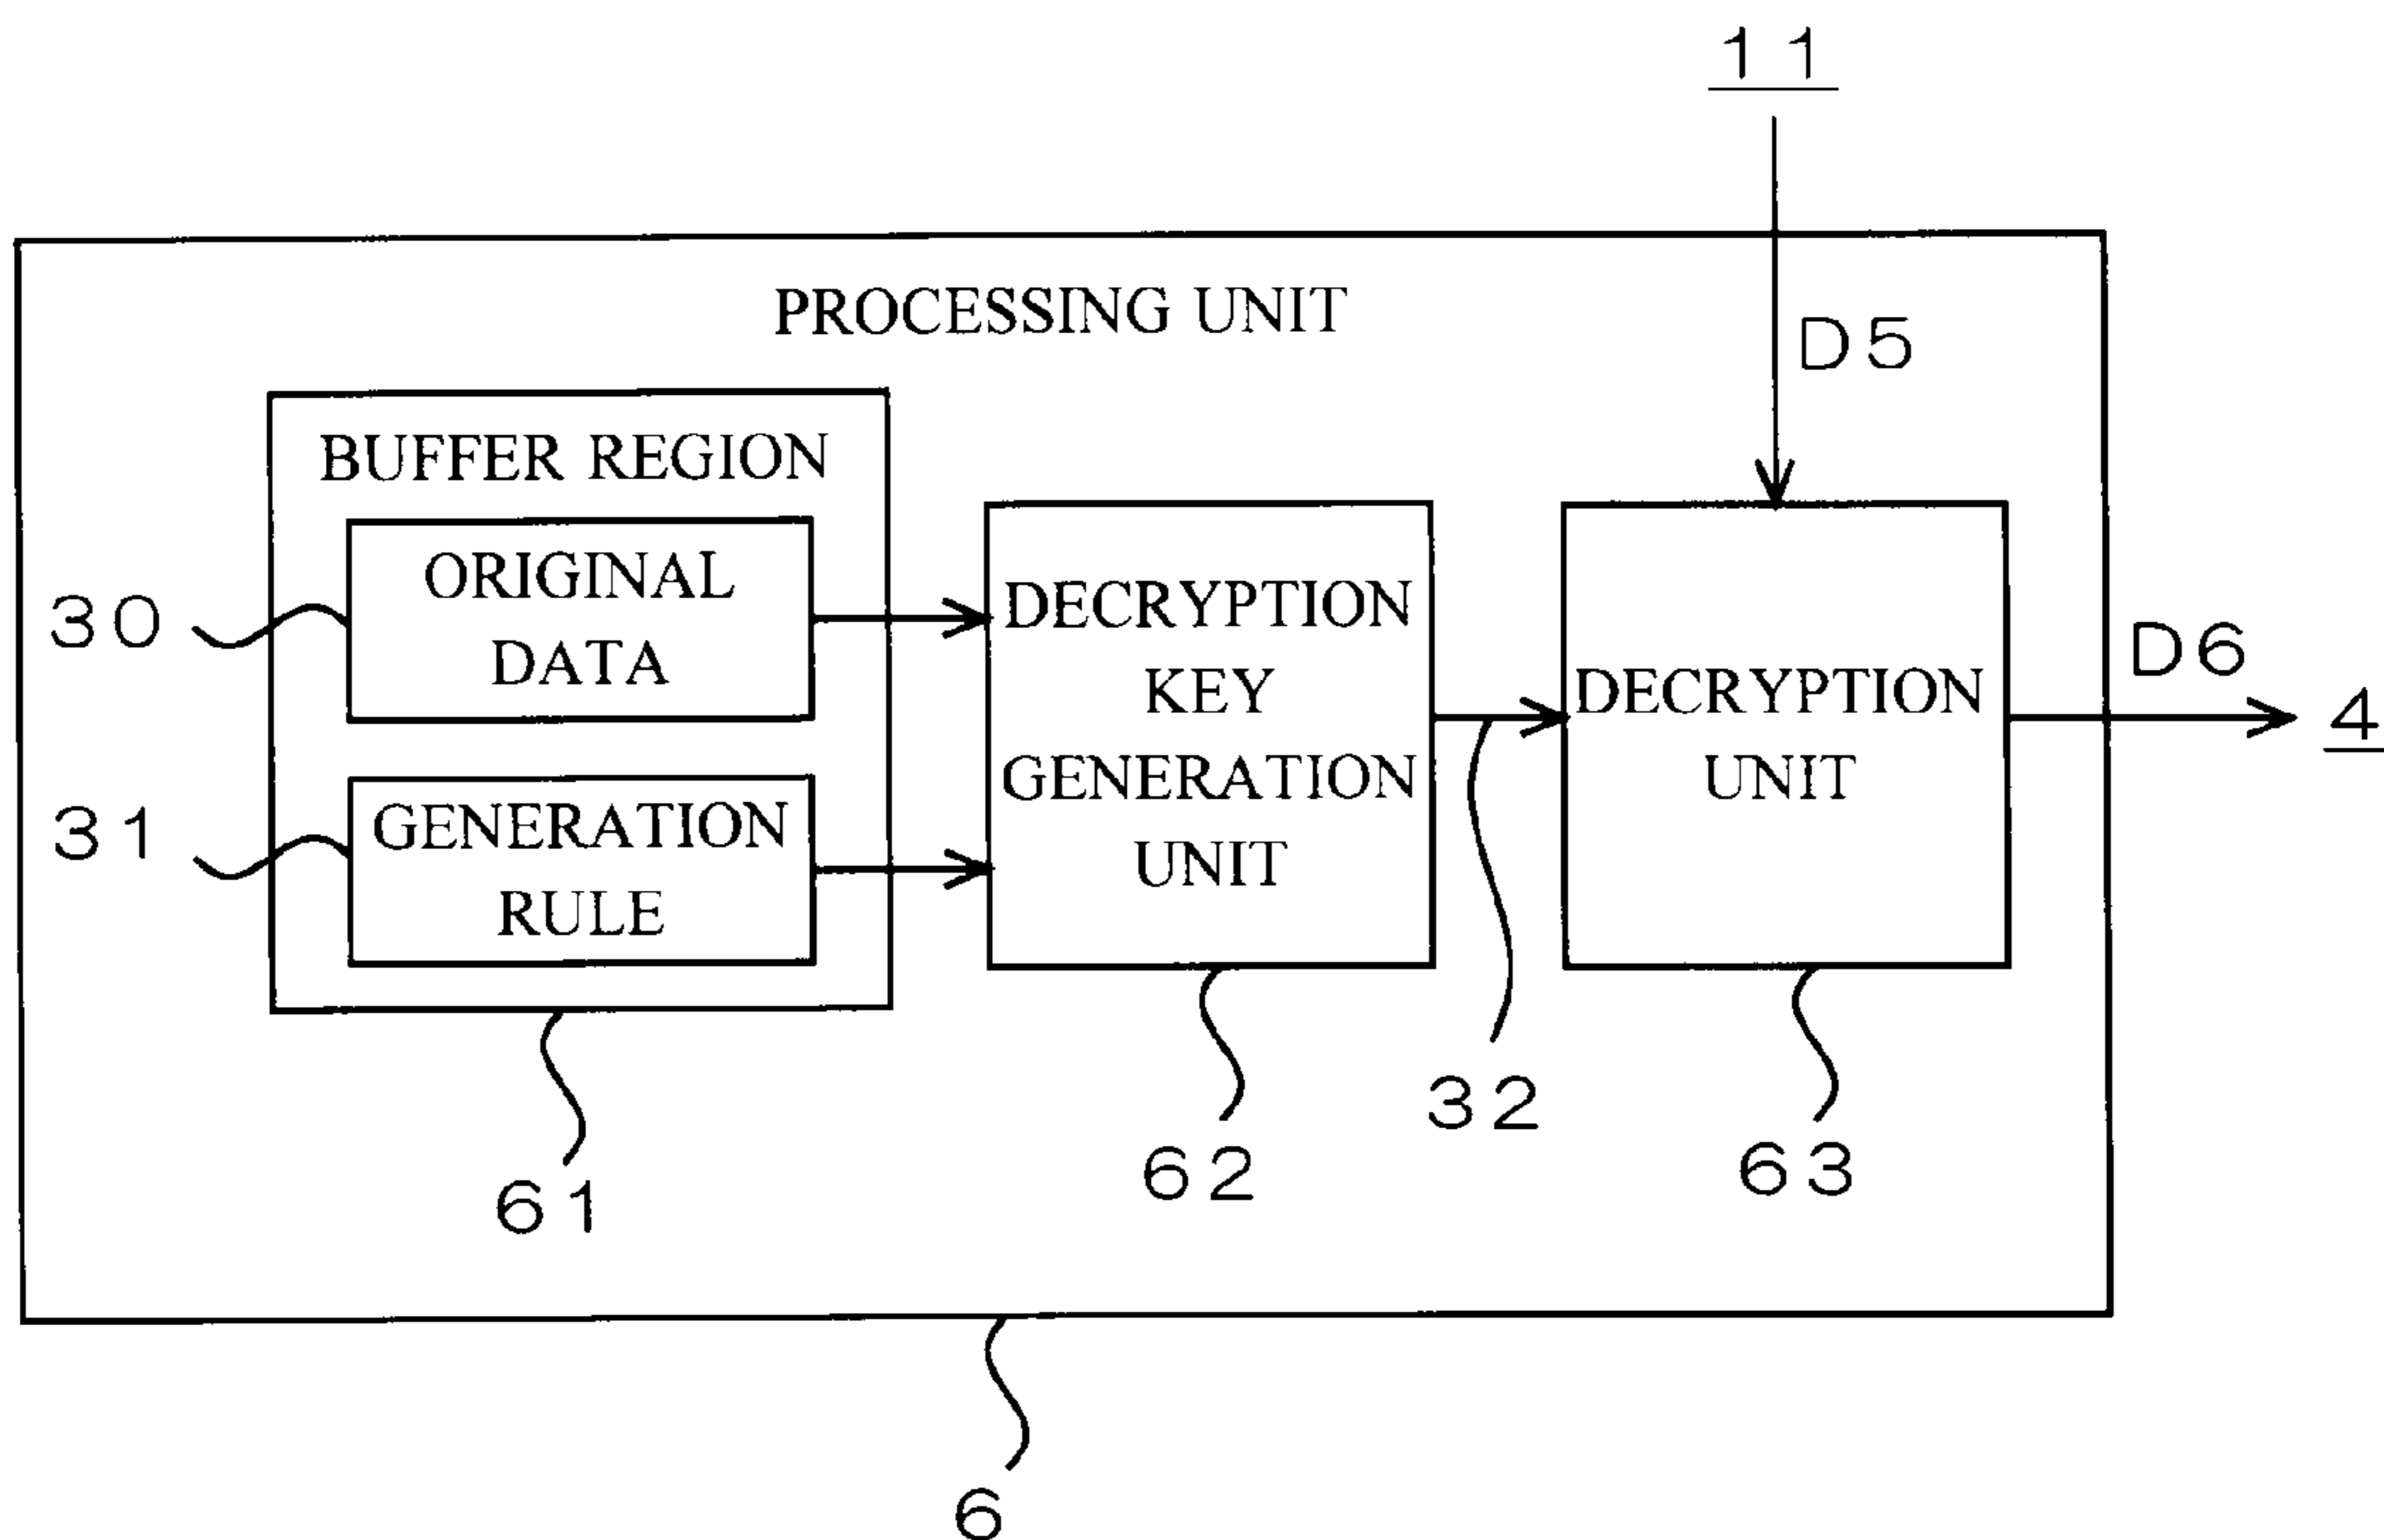 11
PROCESSING UNIT
D5
BUFFER REGION
ORIGINAL
DATA
30
DECRYPTION
KEY
GENERATION
UNIT
DECRYPTION
UNIT
D6
4
31
GENERATION
RULE
32
61
62
63
6